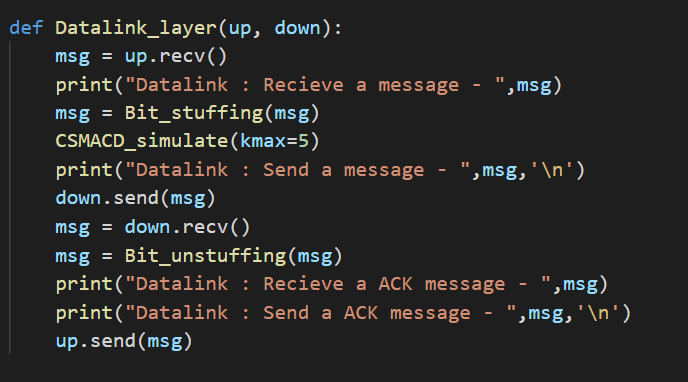 def Datalink_layer(up, down):
    msg = up.recv()
    print("Datalink : Recieve a message - ",msg)
    msg = Bit_stuffing(msg)
    CSMACD_simulate(kmax=5)
    print("Datalink : Send a message - ",msg,'\n')
    down.send(msg)
    msg = down.recv()
    msg = Bit_unstuffing(msg)
    print("Datalink : Recieve a ACK message - ",msg)
    print("Datalink : Send a ACK message - ",msg,'\n')
    up.send(msg)